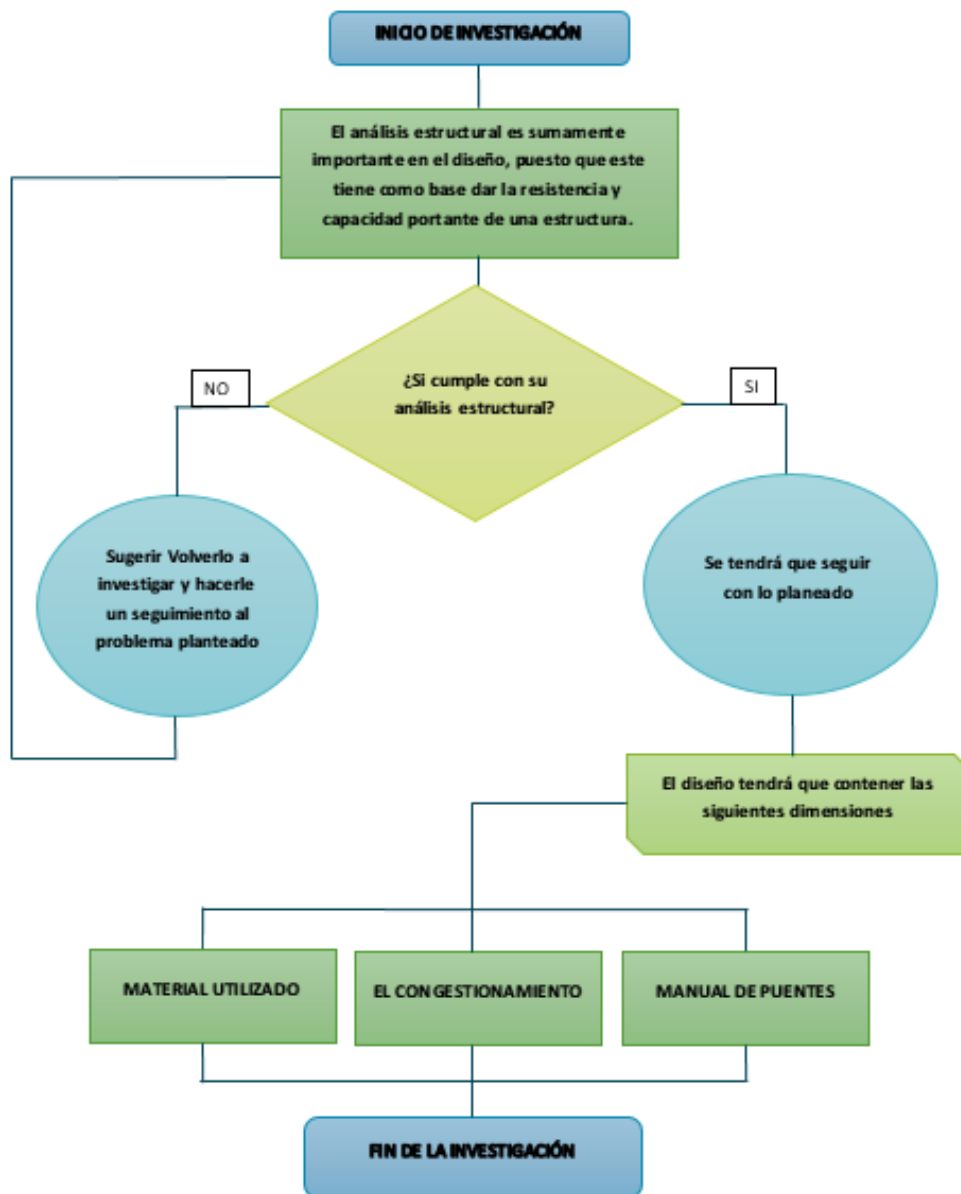 INICIO DE INVESTIGACIÓN
El análisis estructural es sumamente
importante en el diseño, puesto que este
tiene como base dar la resistencia y
capacidad portante de una estructura.
¿Si cumple con su
análisis estructural?
NO
SI
Sugerir Volverlo a
investigar y hacerle
un seguimiento al
problema planteado
Se tendrá que seguir
con lo planeado
El diseño tendrá que contener las
siguientes dimensiones
MATERIAL UTILIZADO
EL CONGESTIONAMIENTO
MANUAL DE PUENTES
FIN DE LA INVESTIGACIÓN